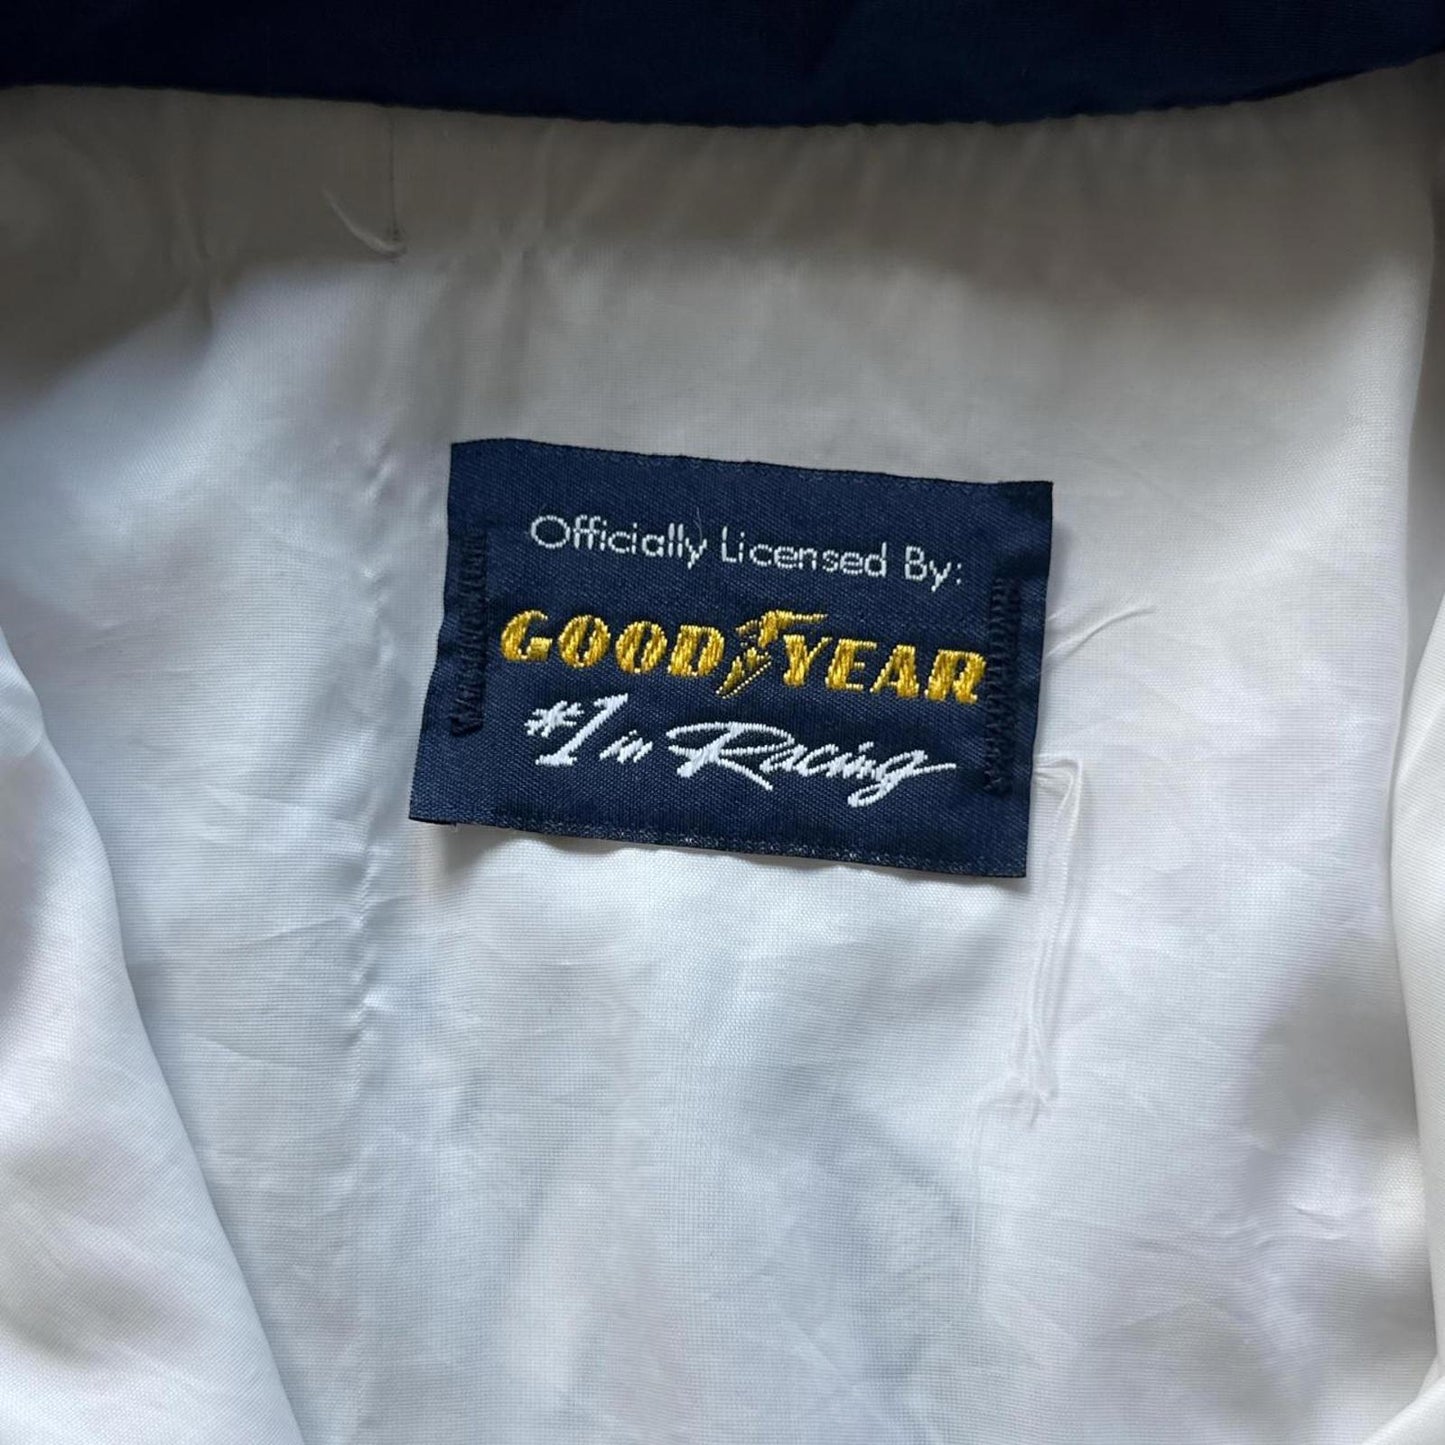 Officially Licensed By:
GOODYEAR
#1 in Racing